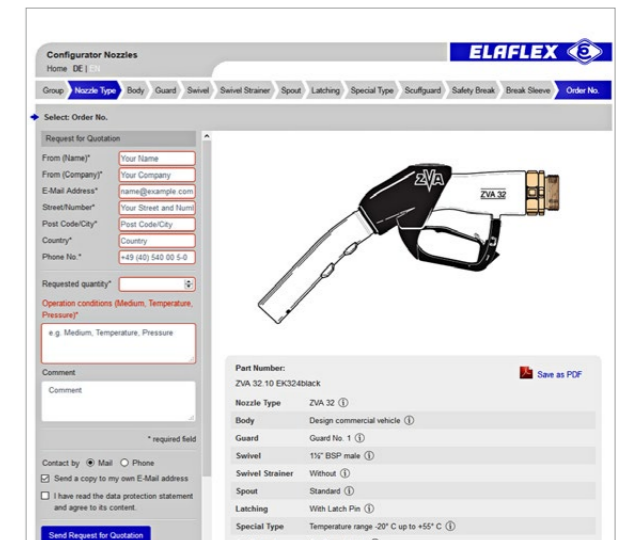 Configurator Nozzles
ELAFLEX
Home DE | EN
Group Nozzle Type Body Guard Swivel Swivel Strainer Spout Latching Special Type Scuffguard Safety Break Break Sleeve Order No.
Select: Order No.
Request for Quotation
From (Name)* Your Name
From (Company)* Your Company
E-Mail Address* name@example.com
Street/Number* Your Street and Num
Post Code/City* Post Code/City
Country* Country
Phone No.* +49 (40) 540 00 5-0
Requested quantity*
Operation conditions (Medium, Temperature,
Pressure)*
e.g. Medium, Temperature, Pressure
Comment
Comment
* required field
Contact by Mail Phone
Send a copy to my own E-Mail address
I have read the data protection statement
and agree to its content.
Send Request for Quotation
ZVA
ZVA 32
Part Number:
ZVA 32.10 EK324black
Save as PDF
Nozzle Type ZVA 32
Body Design commercial vehicle
Guard Guard No. 1
Swivel 1½" BSP male
Swivel Strainer Without
Spout Standard
Latching With Latch Pin
Special Type Temperature range -20° C up to +55° C